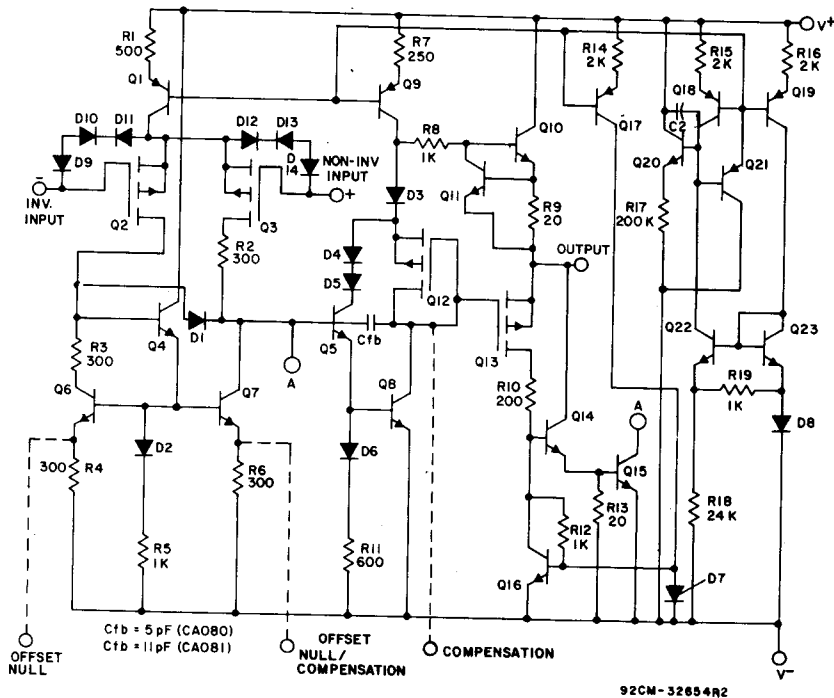 R1
500
Q1
R7
250
Q9
R14
2K
R15
2K
R16
2K
V+
Q18
Q19
D10
D11
D12
D13
D9
D
14
NON-INV
INPUT
+
R8
1K
Q10
Q17
C2
Q20
Q21
−
INV.
INPUT
Q2
Q3
D3
Q11
R9
20
R17
200K
R2
300
D4
D5
Q12
OUTPUT
Q4
D1
Q5
Cfb
Q13
Q22
Q23
R3
300
A
R10
200
R19
1K
Q6
Q7
Q8
Q14
A
D8
D2
D6
Q15
300
R4
R6
300
R13
20
R18
24K
R5
1K
R11
600
R12
1K
Q16
D7
Cfb = 5pF (CA080)
Cfb = 11pF (CA081)
OFFSET
NULL
OFFSET
NULL/
COMPENSATION
COMPENSATION
V-
92CM-32654R2